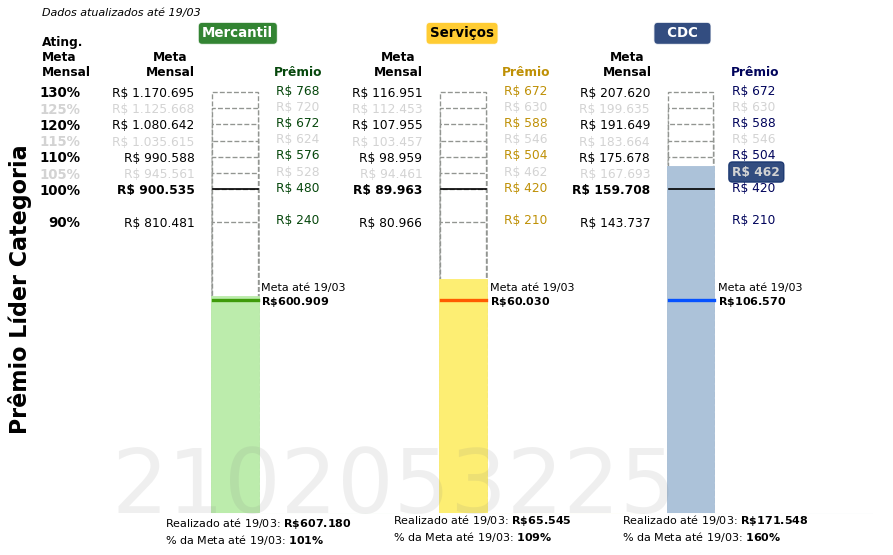 Dados atualizados até 19/03
Mercantil Serviços CDC
Ating. Meta Mensal Meta Mensal Prêmio Meta Mensal Prêmio Meta Mensal Prêmio
130% R$ 1.170.695 R$ 768 R$ 116.951 R$ 672 R$ 207.620 R$ 672
125% R$ 1.125.668 R$ 720 R$ 112.453 R$ 630 R$ 199.635 R$ 630
120% R$ 1.080.642 R$ 672 R$ 107.955 R$ 588 R$ 191.649 R$ 588
115% R$ 1.035.615 R$ 624 R$ 103.457 R$ 546 R$ 183.664 R$ 546
110% R$ 990.588 R$ 576 R$ 98.959 R$ 504 R$ 175.678 R$ 504
105% R$ 945.561 R$ 528 R$ 94.461 R$ 462 R$ 167.693 R$ 462
100% R$ 900.535 R$ 480 R$ 89.963 R$ 420 R$ 159.708 R$ 420
90% R$ 810.481 R$ 240 R$ 80.966 R$ 210 R$ 143.737 R$ 210
Prêmio Líder Categoria
Meta até 19/03 Meta até 19/03 Meta até 19/03
R$600.909 R$60.030 R$106.570
2102053225
Realizado até 19/03: R$607.180 Realizado até 19/03: R$65.545 Realizado até 19/03: R$171.548
% da Meta até 19/03: 101% % da Meta até 19/03: 109% % da Meta até 19/03: 160%